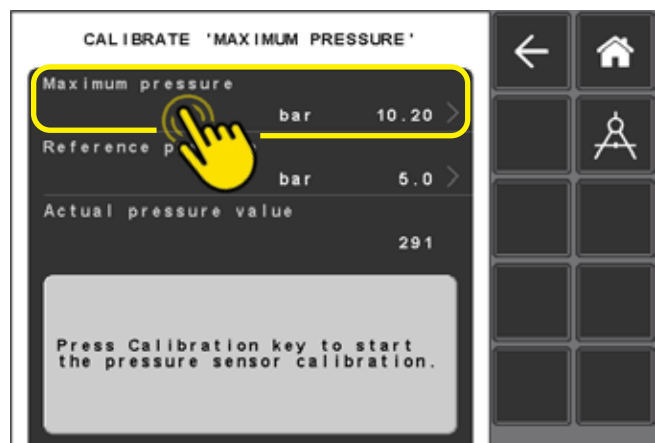 CALIBRATE 'MAXIMUM PRESSURE'
Maximum pressure
bar 10.20 >
Reference p
bar 5.0 >
Actual pressure value
291
Press Calibration key to start
the pressure sensor calibration.